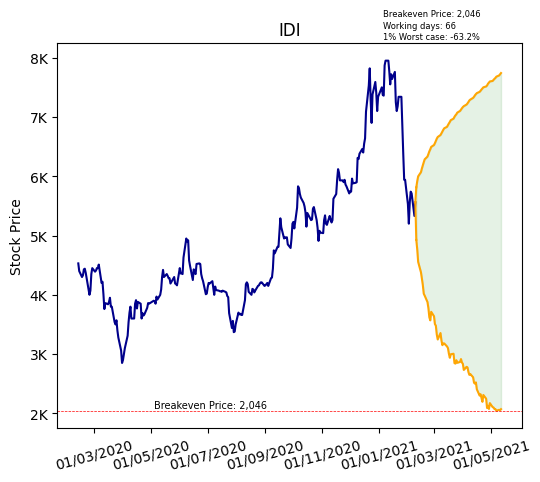 Breakeven Price: 2,046
Working days: 66
1% Worst case: -63.2%
IDI
8K
7K
6K
5K
4K
3K
2K
Stock Price
Breakeven Price: 2,046
01/03/2020
01/05/2020
01/07/2020
01/09/2020
01/11/2020
01/01/2021
01/03/2021
01/05/2021